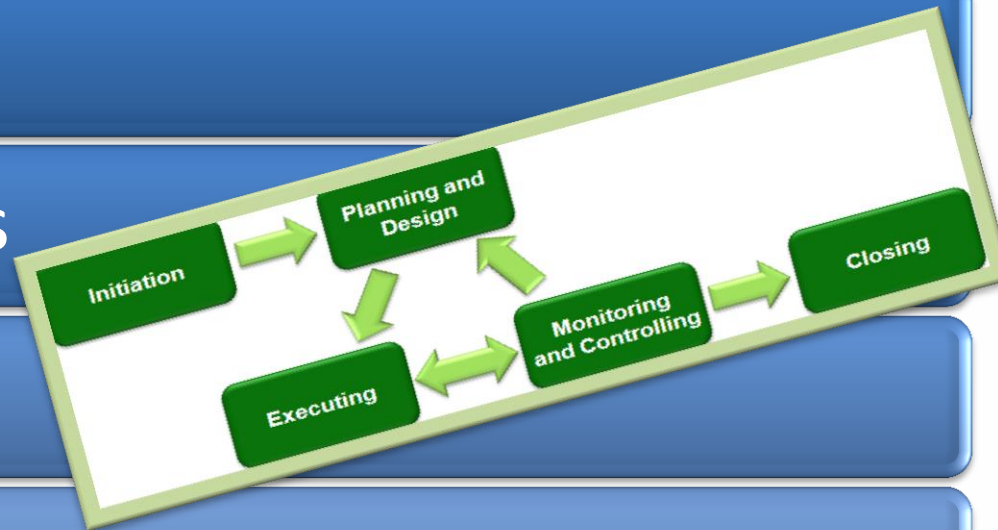 s
Initiation
Planning and
Design
Executing
Monitoring
and Controlling
Closing